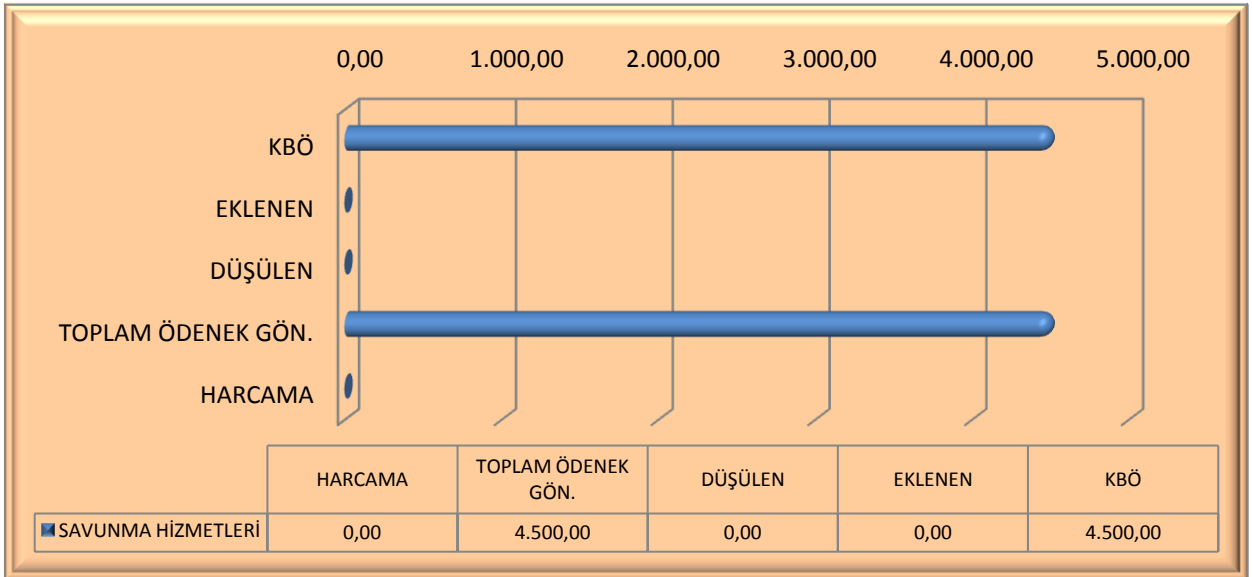 0,00 1.000,00 2.000,00 3.000,00 4.000,00 5.000,00
KBÖ
EKLENEN
DÜŞÜLEN
TOPLAM ÖDENEK GÖN.
HARCAMA
HARCAMA TOPLAM ÖDENEK GÖN. DÜŞÜLEN EKLENEN KBÖ
SAVUNMA HİZMETLERİ 0,00 4.500,00 0,00 0,00 4.500,00